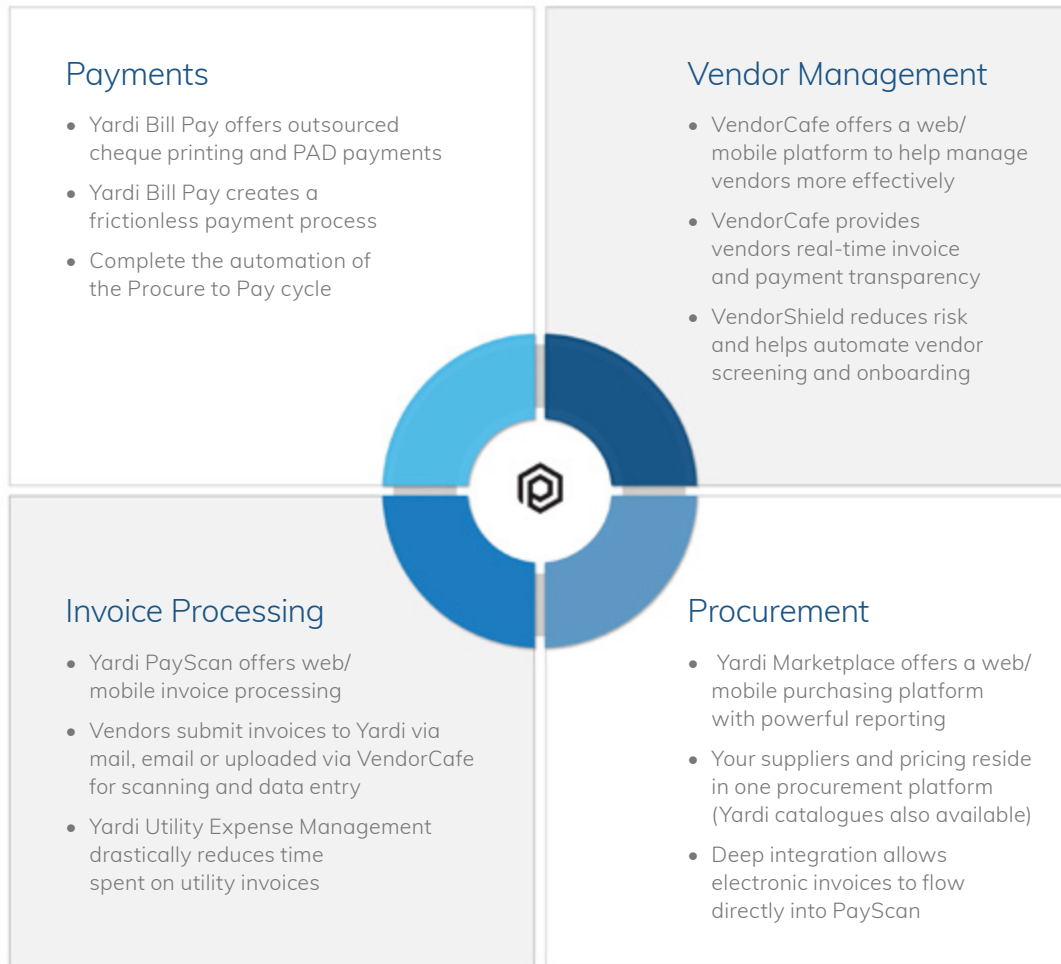 Payments
• Yardi Bill Pay offers outsourced
cheque printing and PAD payments
• Yardi Bill Pay creates a
frictionless payment process
• Complete the automation of
the Procure to Pay cycle
Vendor Management
• VendorCafe offers a web/
mobile platform to help manage
vendors more effectively
• VendorCafe provides
vendors real-time invoice
and payment transparency
• VendorShield reduces risk
and helps automate vendor
screening and onboarding
Invoice Processing
• Yardi PayScan offers web/
mobile invoice processing
• Vendors submit invoices to Yardi via
mail, email or uploaded via VendorCafe
for scanning and data entry
• Yardi Utility Expense Management
drastically reduces time
spent on utility invoices
Procurement
• Yardi Marketplace offers a web/
mobile purchasing platform
with powerful reporting
• Your suppliers and pricing reside
in one procurement platform
(Yardi catalogues also available)
• Deep integration allows
electronic invoices to flow
directly into PayScan